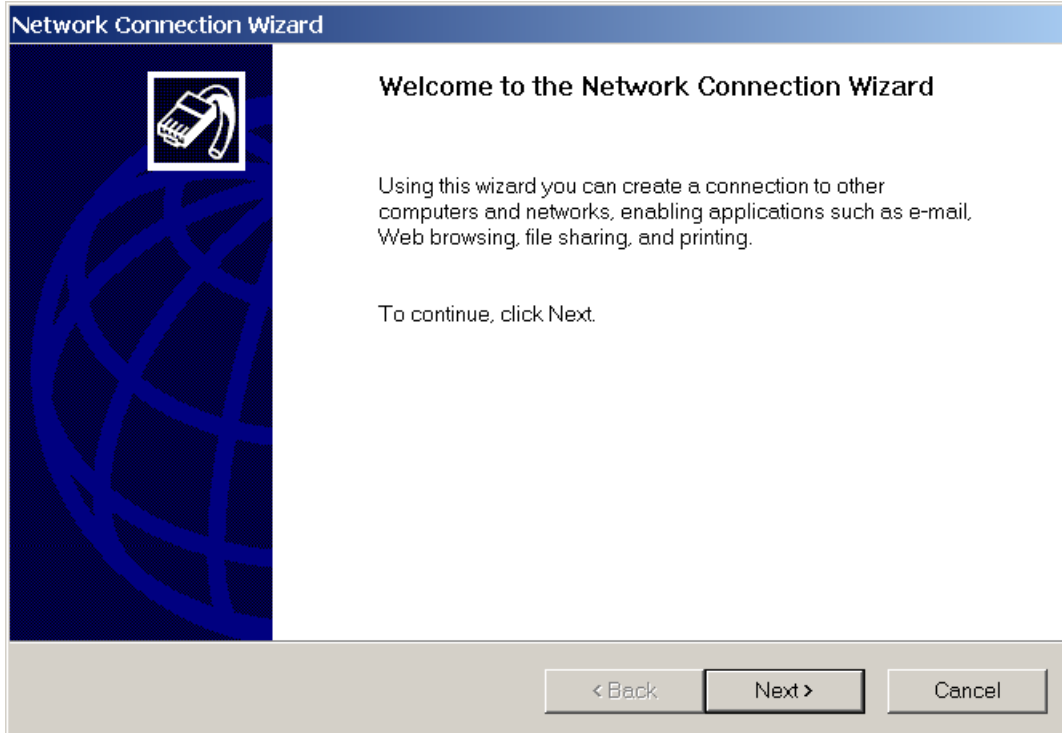 Network Connection Wizard
Welcome to the Network Connection Wizard
Using this wizard you can create a connection to other
computers and networks, enabling applications such as e-mail,
Web browsing, file sharing, and printing.
To continue, click Next.
< Back
Next >
Cancel